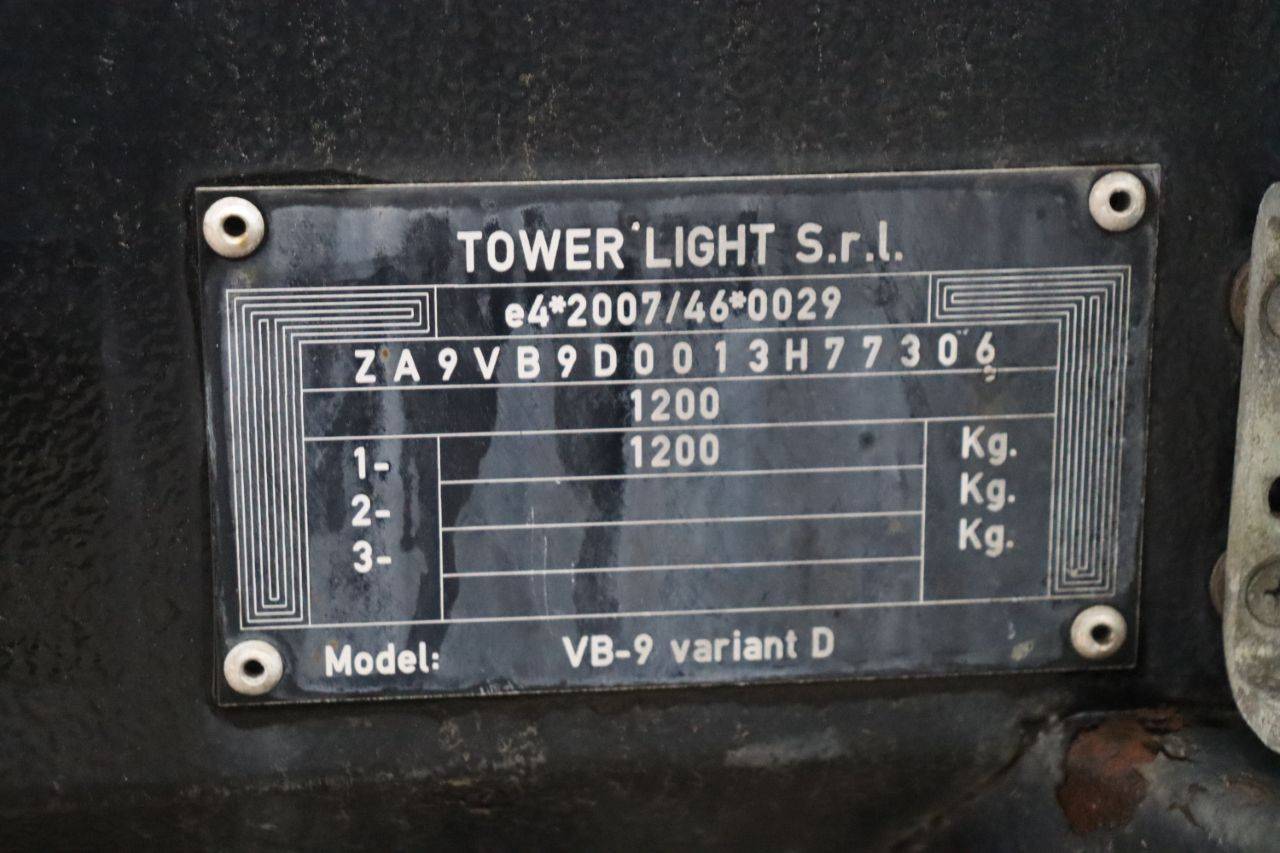 TOWER LIGHT S.r.l.
e4*2007/46*0029
ZA9VB9D0013H77306
1200
1- 1200 Kg.
2- Kg.
3- Kg.
Model: VB-9 variant D